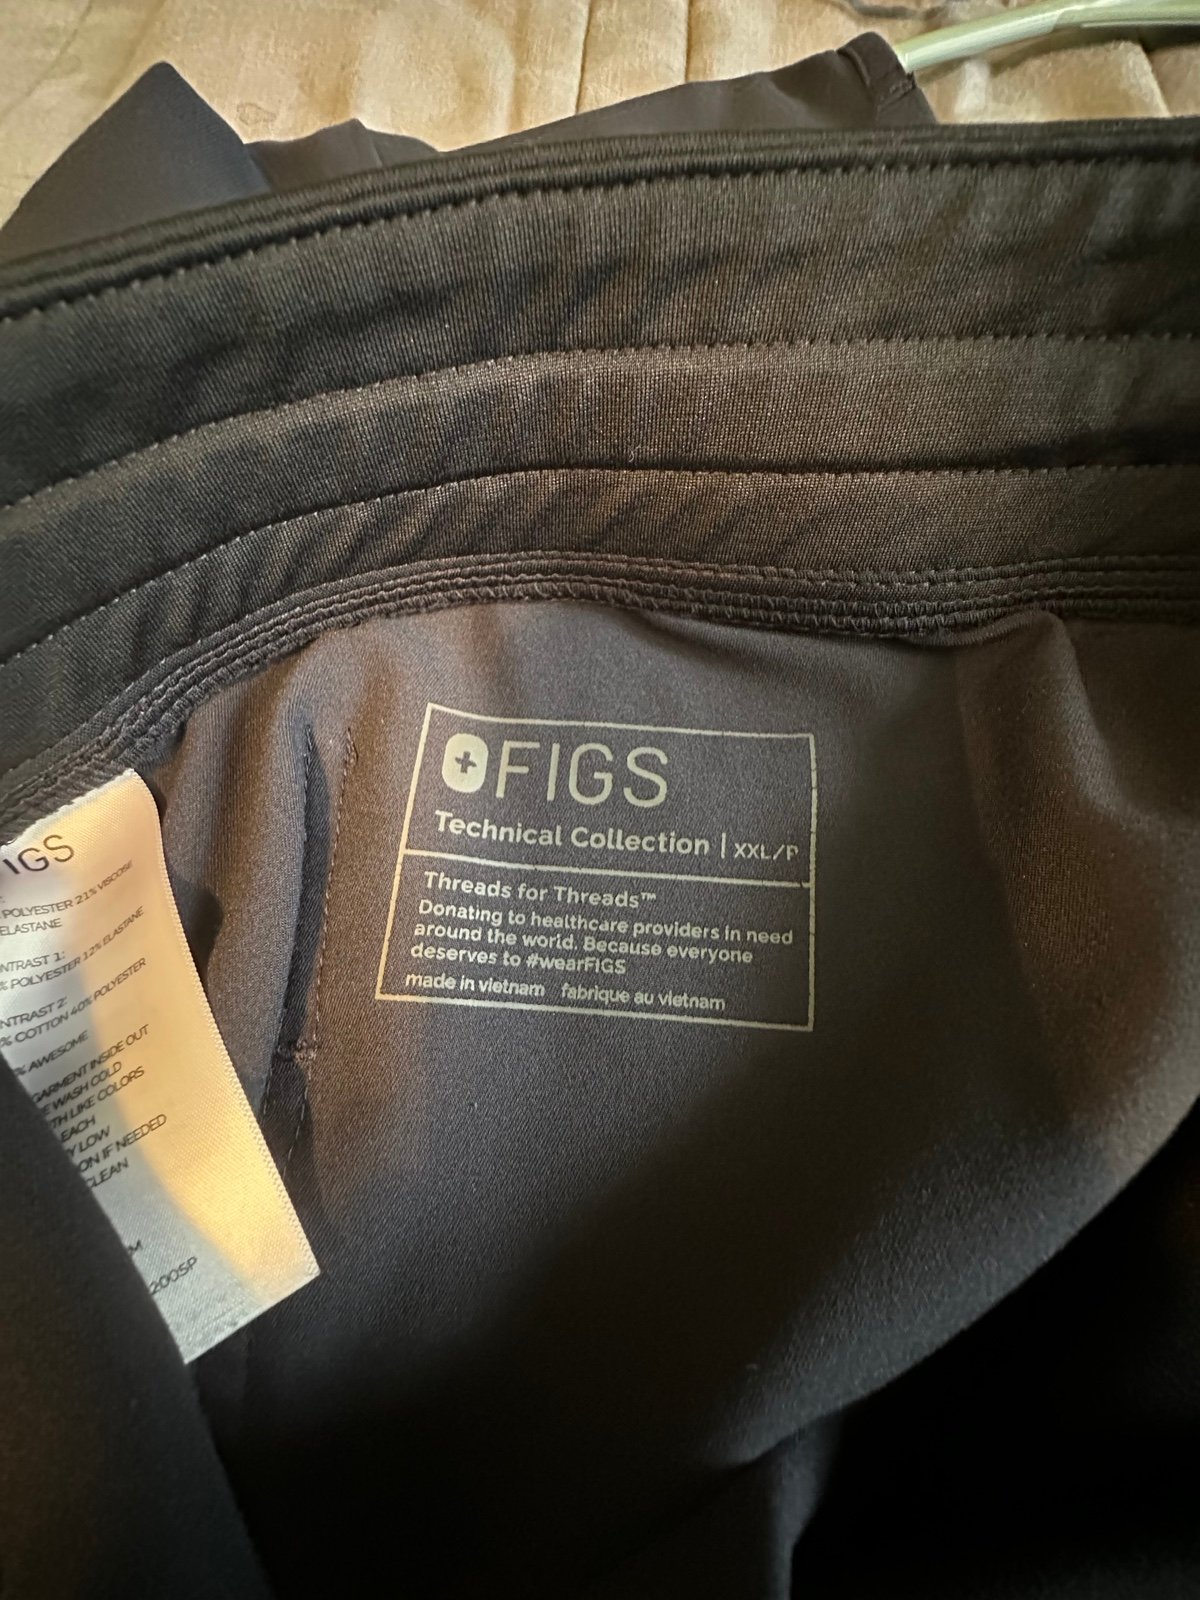 FIGS
Technical Collection | XXL/P
Threads for Threads™
Donating to healthcare providers in need
around the world. Because everyone
deserves to #wearFIGS
made in vietnam fabrique au vietnam
IGS
POLYESTER 21% VISCOSE
ELASTANE
NTRAST 1:
% POLYESTER 12% ELASTANE
NTRAST 2:
% COTTON 40% POLYESTER
% AWESOME
GARMENT INSIDE OUT
E WASH COLD
TH LIKE COLORS
EACH
Y LOW
ON IF NEEDED
CLEAN
M
200SP